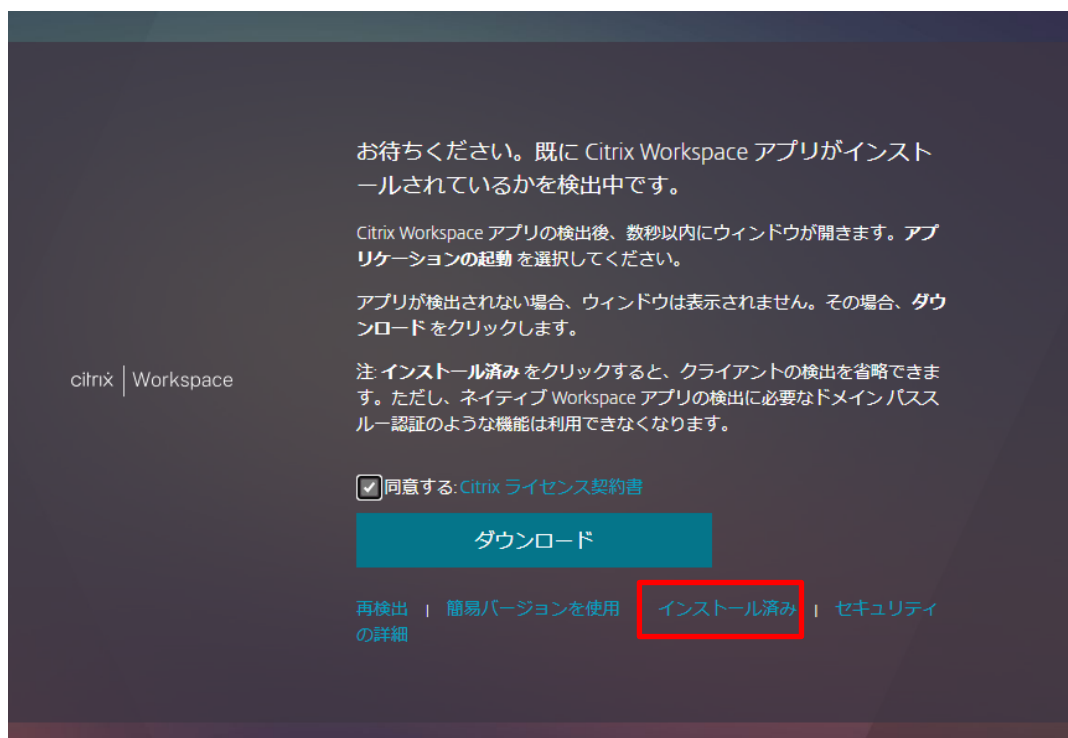 お待ちください。既に Citrix Workspace アプリがインスト
ールされているかを検出中です。
Citrix Workspace アプリの検出後、数秒以内にウィンドウが開きます。アプ
リケーションの起動 を選択してください。
アプリが検出されない場合、ウィンドウは表示されません。その場合、ダウ
ンロード をクリックします。
citrix | Workspace
注: インストール済み をクリックすると、クライアントの検出を省略できま
す。ただし、ネイティブ Workspace アプリの検出に必要なドメイン パスス
ルー認証のような機能は利用できなくなります。
同意する: Citrix ライセンス契約書
ダウンロード
再検出 | 簡易バージョンを使用 インストール済み | セキュリティ
の詳細